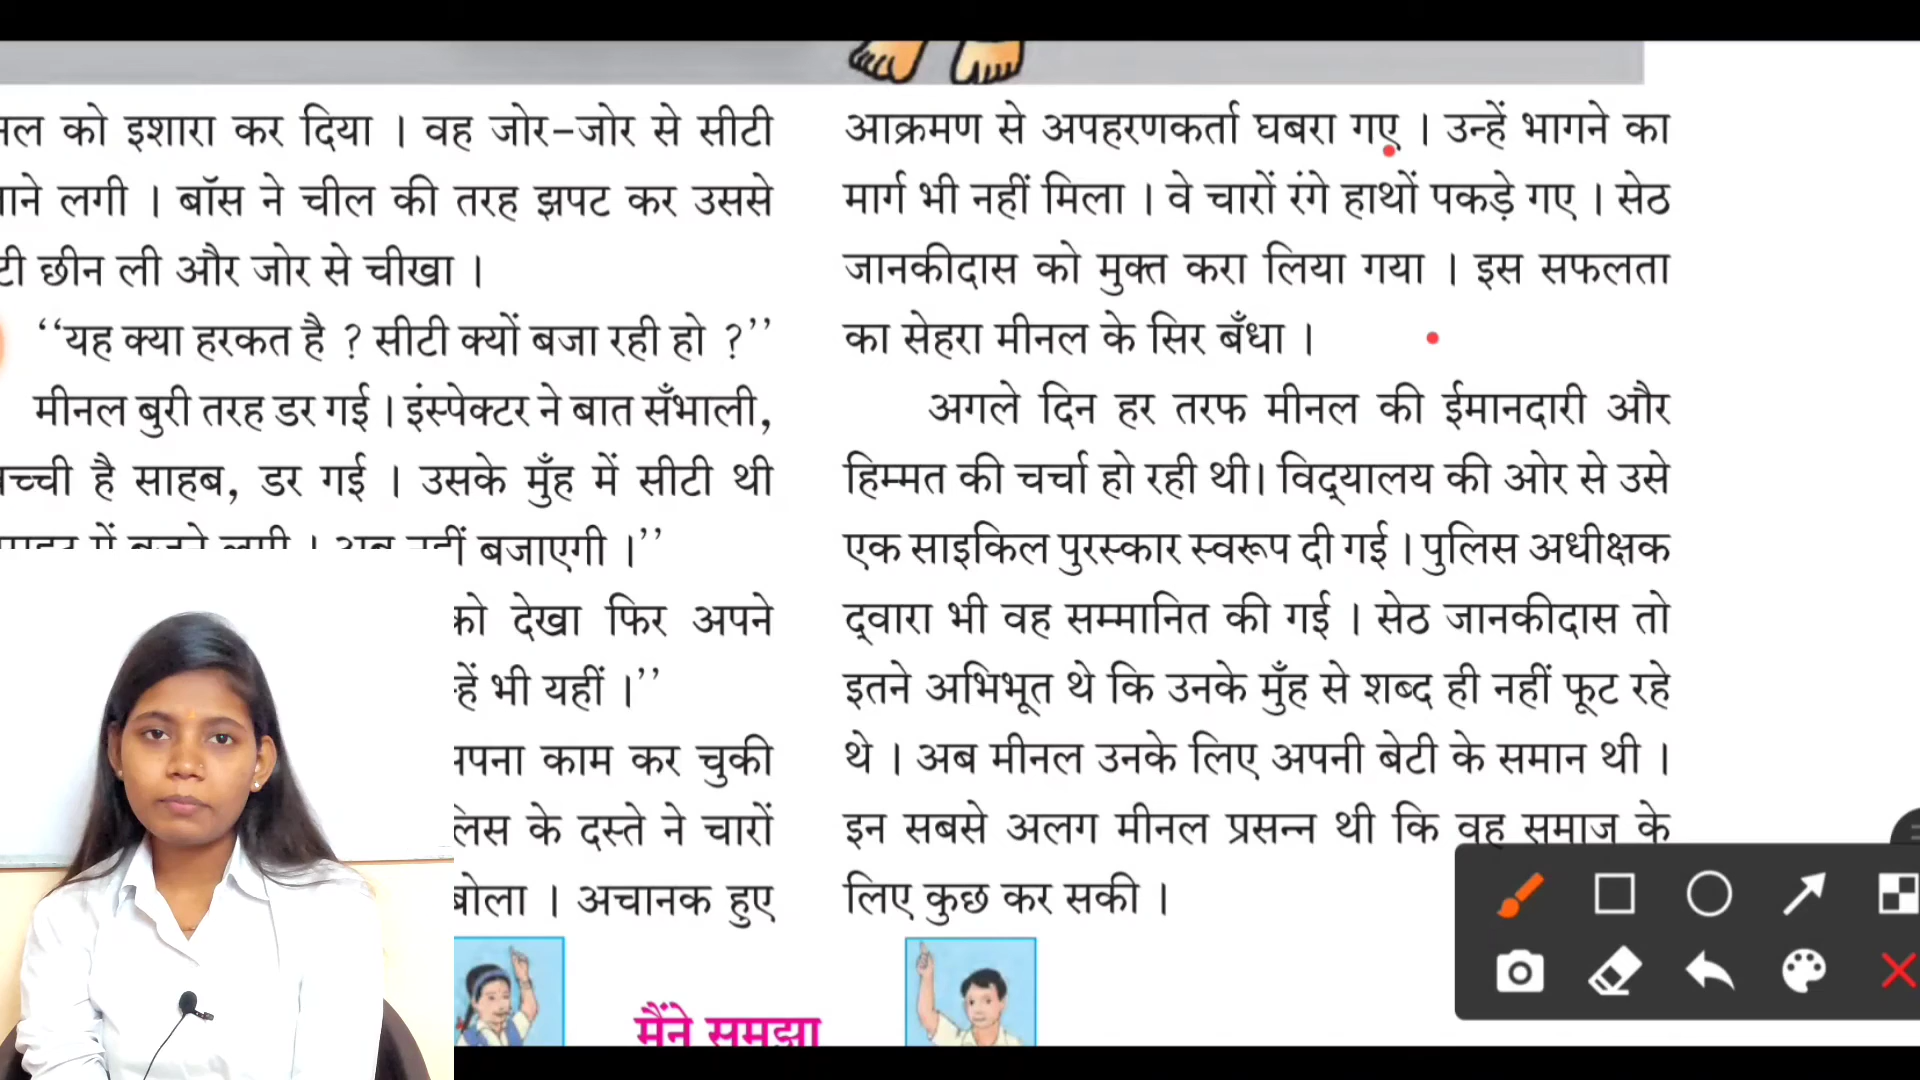 को इशारा कर दिया । वह जोर-जोर से सीटी
लगी । बॉस ने चील की तरह झपट कर उससे
छीन ली और जोर से चीखा ।
‘‘यह क्या हरकत है ? सीटी क्यों बजा रही हो ?’’
मीनल बुरी तरह डर गई । इंस्पेक्टर ने बात सँभाली,
है साहब, डर गई । उसके मुँह में सीटी थी
बजाएगी ।’’
को देखा फिर अपने
भी यहीं ।’’
काम कर चुकी
के दस्ते ने चारों
बोला । अचानक हुए
आक्रमण से अपहरणकर्ता घबरा गए । उन्हें भागने का
मार्ग भी नहीं मिला । वे चारों रंगे हाथों पकड़े गए । सेठ
जानकीदास को मुक्त करा लिया गया । इस सफलता
का सेहरा मीनल के सिर बँधा ।
अगले दिन हर तरफ मीनल की ईमानदारी और
हिम्मत की चर्चा हो रही थी। विद्‌यालय की ओर से उसे
एक साइकिल पुरस्कार स्वरूप दी गई । पुलिस अधीक्षक
द्‌वारा भी वह सम्मानित की गई । सेठ जानकीदास तो
इतने अभिभूत थे कि उनके मुँह से शब्द ही नहीं फूट रहे
थे । अब मीनल उनके लिए अपनी बेटी के समान थी ।
इन सबसे अलग मीनल प्रसन्न थी कि वह समाज के
लिए कुछ कर सकी ।
मैंने समझा